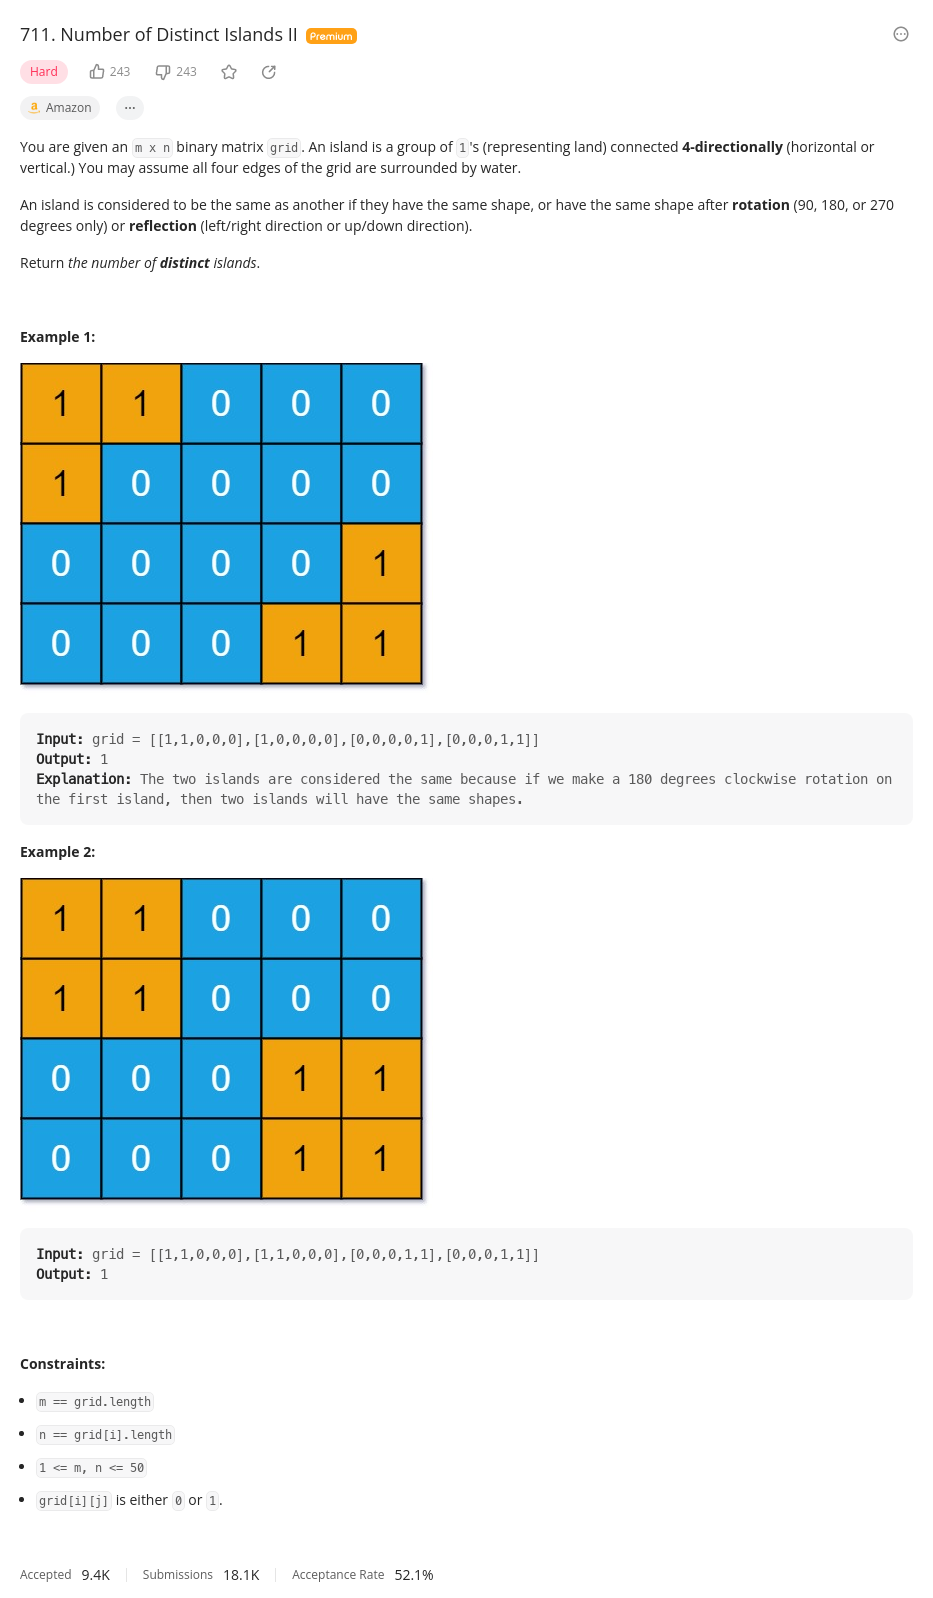 711. Number of Distinct Islands II Premium
Hard 243 243
a Amazon ...
You are given an m x n binary matrix grid. An island is a group of 1's (representing land) connected 4-directionally (horizontal or
vertical.) You may assume all four edges of the grid are surrounded by water.
An island is considered to be the same as another if they have the same shape, or have the same shape after rotation (90, 180, or 270
degrees only) or reflection (left/right direction or up/down direction).
Return the number of distinct islands.
Example 1:
1 1 0 0 0
1 0 0 0 0
0 0 0 0 1
0 0 0 1 1
Input: grid = [[1,1,0,0,0],[1,0,0,0,0],[0,0,0,0,1],[0,0,0,1,1]]
Output: 1
Explanation: The two islands are considered the same because if we make a 180 degrees clockwise rotation on
the first island, then two islands will have the same shapes.
Example 2:
1 1 0 0 0
1 1 0 0 0
0 0 0 1 1
0 0 0 1 1
Input: grid = [[1,1,0,0,0],[1,1,0,0,0],[0,0,0,1,1],[0,0,0,1,1]]
Output: 1
Constraints:
• m == grid.length
• n == grid[i].length
• 1 <= m, n <= 50
• grid[i][j] is either 0 or 1.
Accepted 9.4K Submissions 18.1K Acceptance Rate 52.1%